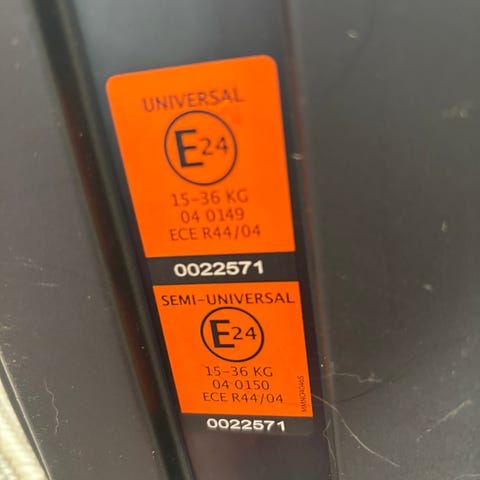 UNIVERSAL
E24
15-36 KG
04 0149
ECE R44/04
0022571
SEMI-UNIVERSAL
E24
15-36 KG
04 0150
ECE R44/04
0022571